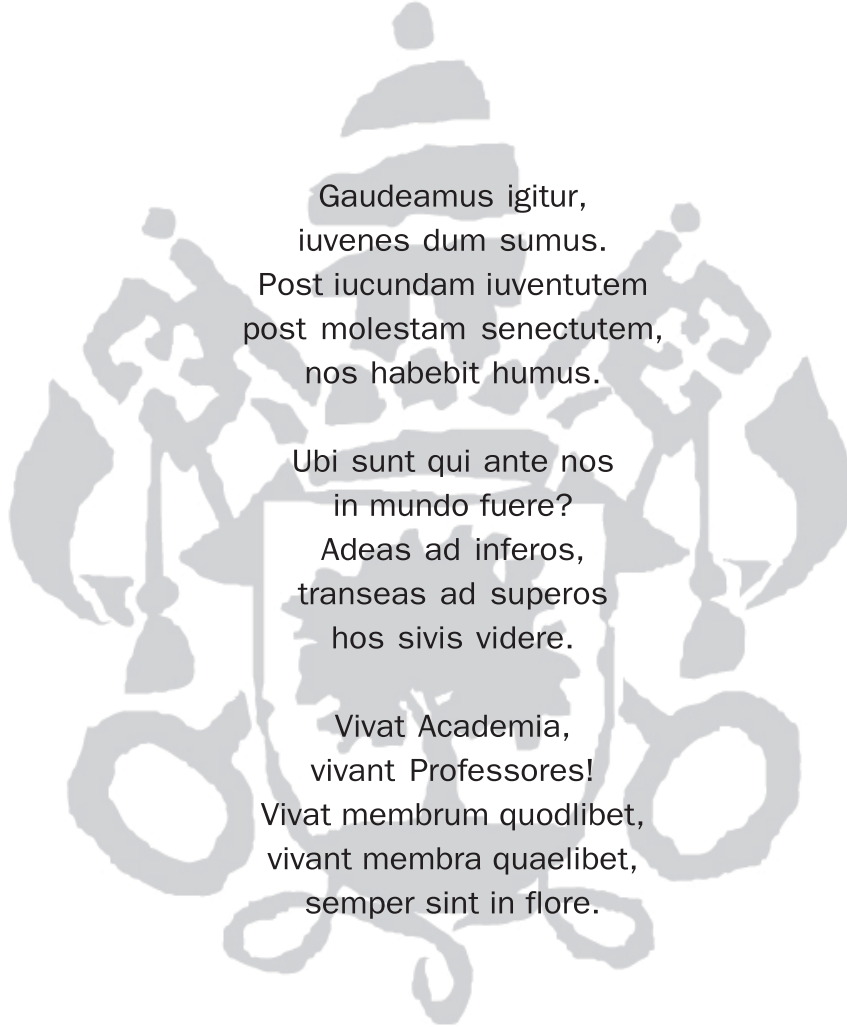 Gaudeamus igitur,
iuvenes dum sumus.
Post iucundam iuventutem
post molestam senectutem,
nos habebit humus.
Ubi sunt qui ante nos
in mundo fuere?
Adeas ad inferos,
transeas ad superos
hos sivis videre.
Vivat Academia,
vivant Professores!
Vivat membrum quodlibet,
vivant membra quaelibet,
semper sint in flore.